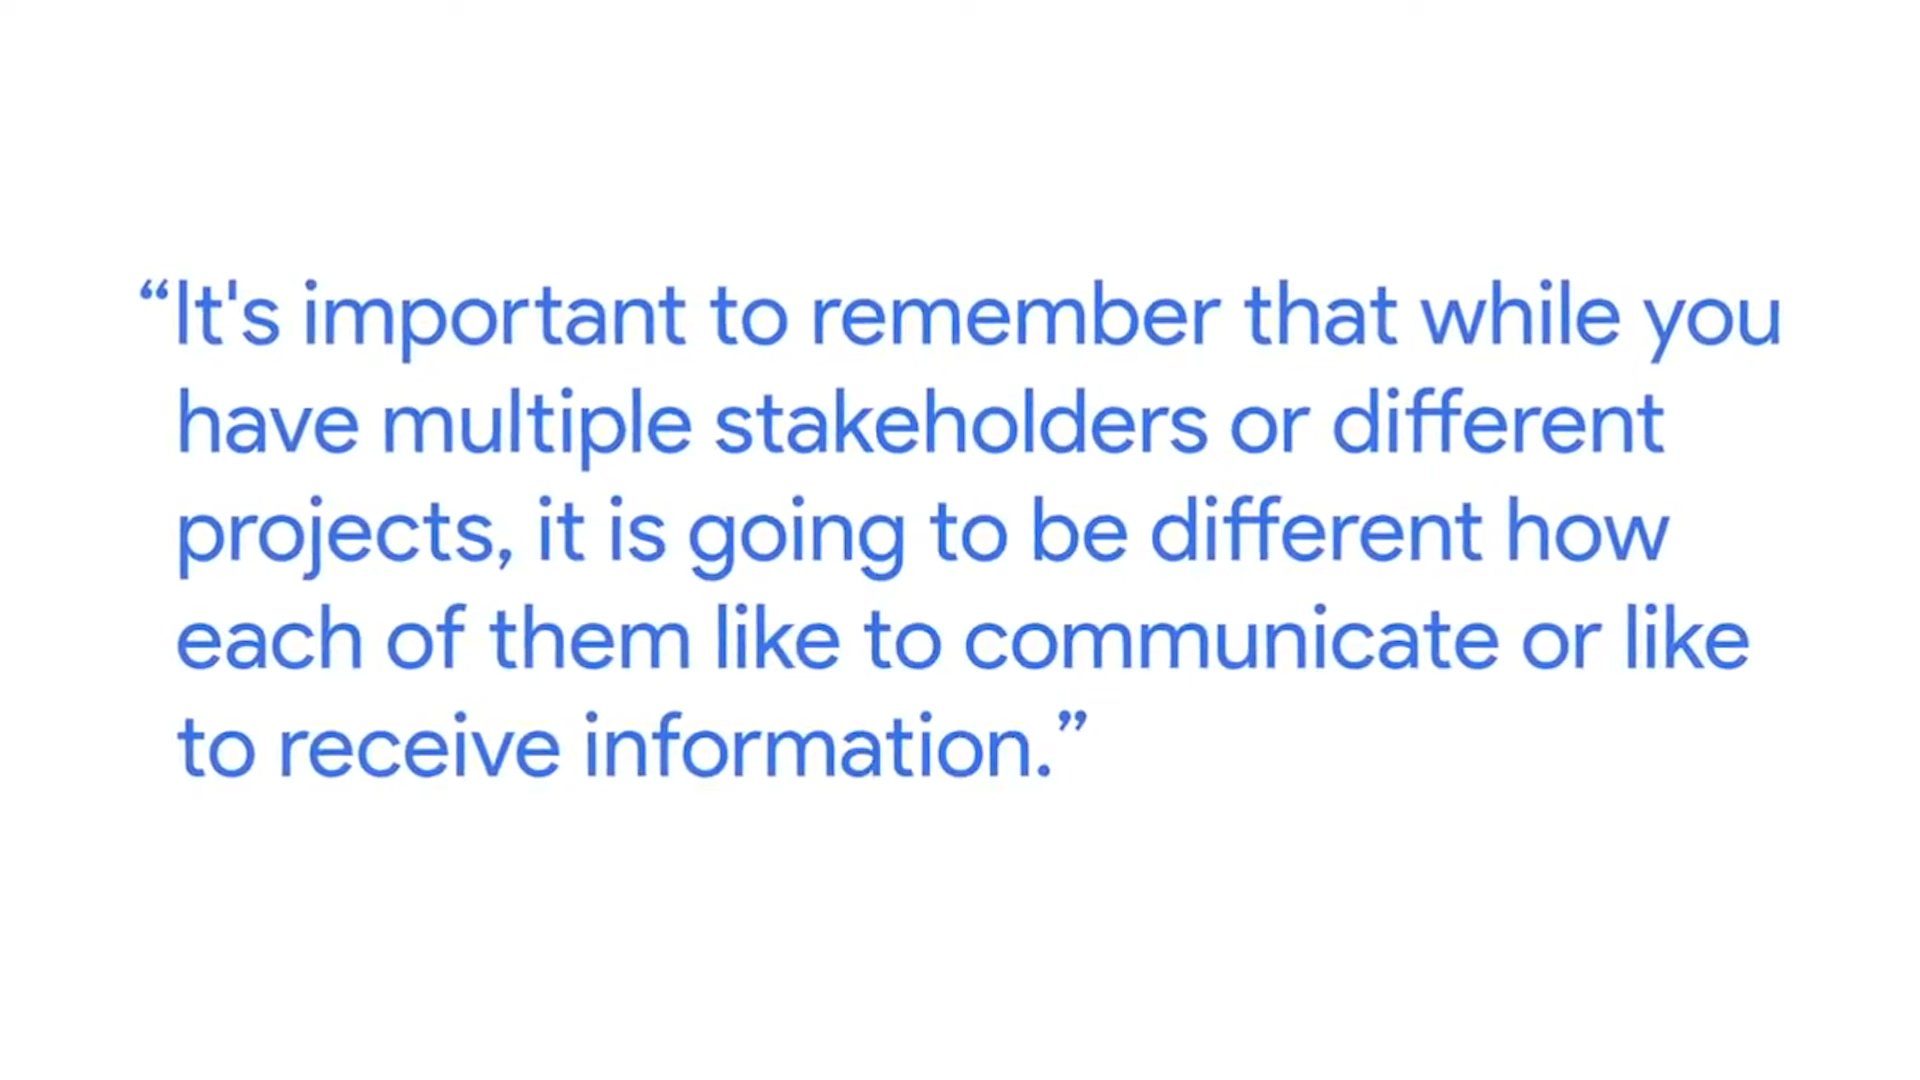 “It's important to remember that while you
have multiple stakeholders or different
projects, it is going to be different how
each of them like to communicate or like
to receive information.”